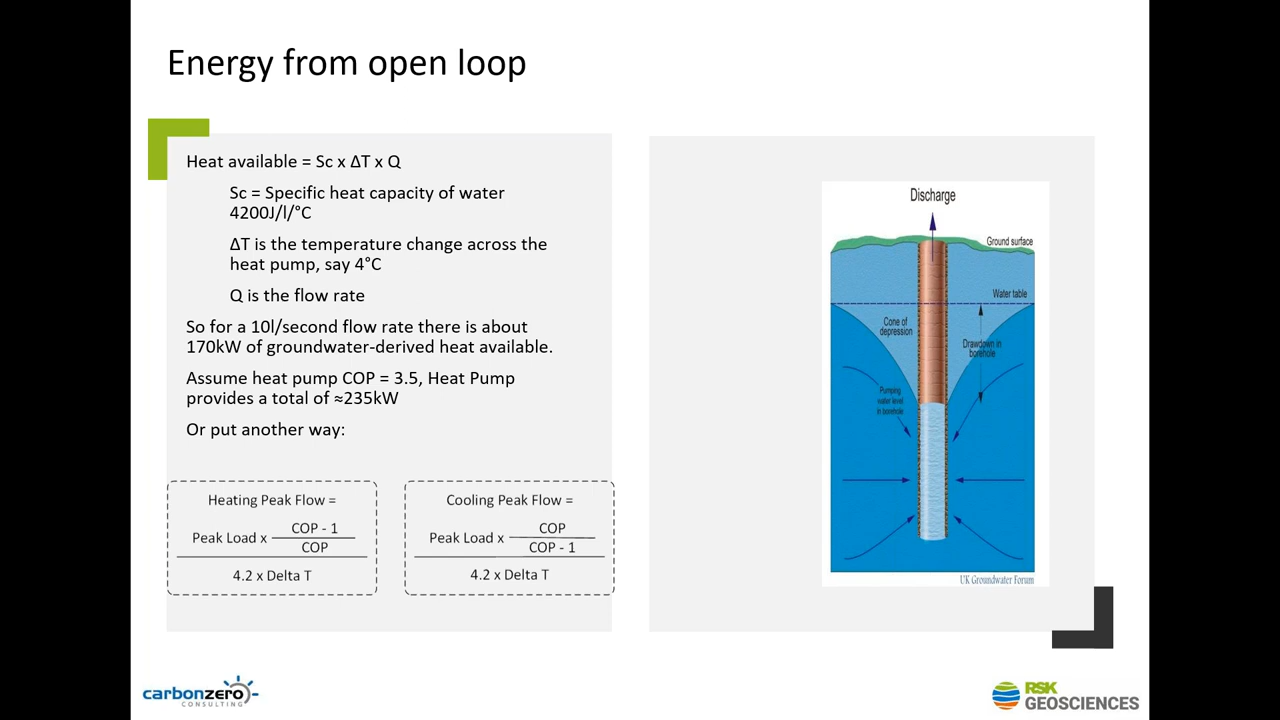 Energy from open loop
Heat available = Sc x ΔT x Q
Sc = Specific heat capacity of water
4200J/l/°C
ΔT is the temperature change across the
heat pump, say 4°C
Q is the flow rate
So for a 10l/second flow rate there is about
170kW of groundwater-derived heat available.
Assume heat pump COP = 3.5, Heat Pump
provides a total of ≈235kW
Or put another way:
Heating Peak Flow =
Peak Load x
COP - 1
COP
4.2 x Delta T
Cooling Peak Flow =
Peak Load x
COP
COP - 1
4.2 x Delta T
Discharge
Ground surface
Water table
Cone of
depression
Drawdown in
borehole
Pumping
water level
in borehole
UK Groundwater Forum
carbonzero
CONSULTING
RSK
GEOSCIENCES